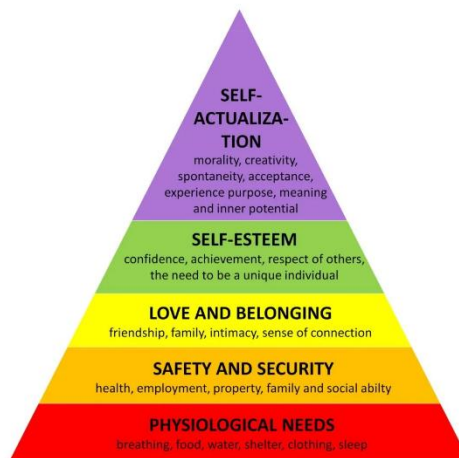 SELF-
ACTUALIZA-
TION
morality, creativity,
spontaneity, acceptance,
experience purpose, meaning
and inner potential
SELF-ESTEEM
confidence, achievement, respect of others,
the need to be a unique individual
LOVE AND BELONGING
friendship, family, intimacy, sense of connection
SAFETY AND SECURITY
health, employment, property, family and social abilty
PHYSIOLOGICAL NEEDS
breathing, food, water, shelter, clothing, sleep